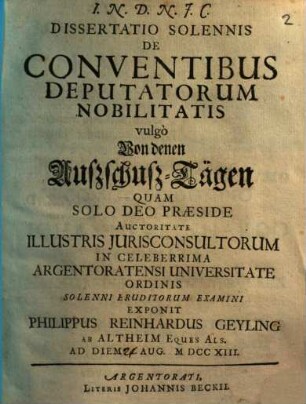 2
I. N. D. N. J. C.
DISSERTATIO SOLENNIS
DE
CONVENTIBUS
DEPUTATORUM
NOBILITATIS
vulgò
Von denen
Auszschusz-Tägen
QUAM
SOLO DEO PRÆSIDE
AUCTORITATE
ILLUSTRIS JURISCONSULTORUM
IN CELEBERRIMA
ARGENTORATENSI UNIVERSITATE
ORDINIS
SOLENNI ERUDITORUM EXAMINI
EXPONIT
PHILIPPUS REINHARDUS GEYLING
AB ALTHEIM EQUES ALS.
AD DIEM AUG. M DCC XIII.
ARGENTORATI,
LITERIS JOHANNIS BECKII.